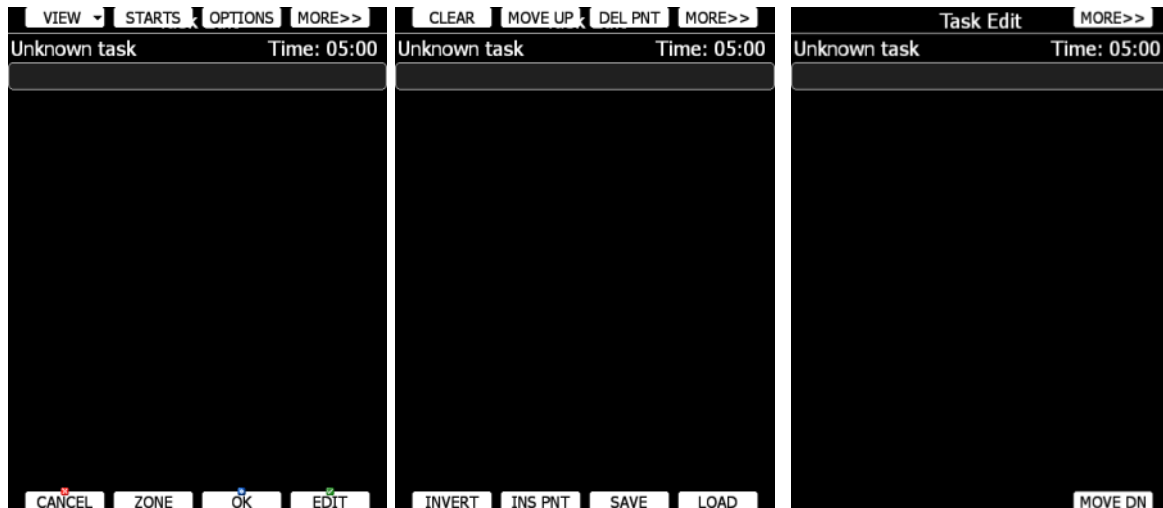 VIEW STARTS OPTIONS MORE>>
Unknown task Time: 05:00
CANCEL ZONE OK EDIT
CLEAR MOVE UP DEL PNT MORE>>
Unknown task Time: 05:00
INVERT INS PNT SAVE LOAD
Task Edit MORE>>
Unknown task Time: 05:00
MOVE DN